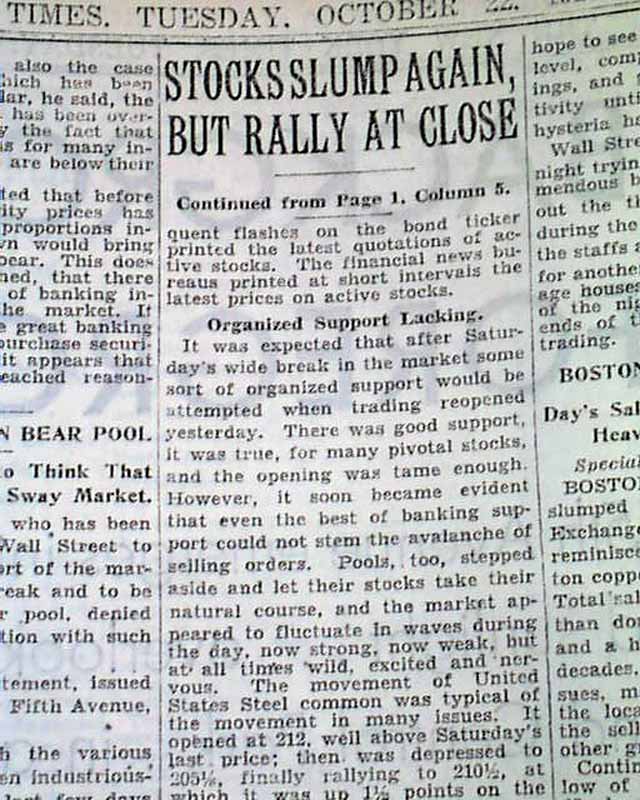 TIMES, TUESDAY, OCTOBER 22,
also the case
hich has been
lar, he said, the
has been over-
y the fact that
s for many in-
are below their
ted that before
ity prices has
proportions in-
wn would bring
pear. This does
ned, that there
of banking in-
he market. If
e great banking
purchase securi-
it appears that
eached reason-
N BEAR POOL.
o Think That
Sway Market.
who has been
Wall Street to
rt of the mar-
reak and to be
r pool, denied
tion with such
tement, issued
Fifth Avenue,
h the various
en industrious-
last few days
STOCKS SLUMP AGAIN,
BUT RALLY AT CLOSE
Continued from Page 1, Column 5.
quent flashes on the bond ticker
printed the latest quotations of ac-
tive stocks. The financial news bu-
reaus printed at short intervals the
latest prices on active stocks.
Organized Support Lacking.
It was expected that after Satur-
day's wide break in the market some
sort of organized support would be
attempted when trading reopened
yesterday. There was good support,
it was true, for many pivotal stocks,
and the opening was tame enough.
However, it soon became evident
that even the best of banking sup-
port could not stem the avalanche of
selling orders. Pools, too, stepped
aside and let their stocks take their
natural course, and the market ap-
peared to fluctuate in waves during
the day, now strong, now weak, but
at all times wild, excited and ner-
vous. The movement of United
States Steel common was typical of
the movement in many issues. It
opened at 212, well above Saturday's
last price; then was depressed to
205½, finally rallying to 210½, at
which it was up 1½ points on the
hope to see
level, comp
ings, and
tivity unti
hysteria ha
Wall Stre
night tryin
mendous b
out the th
during the
the staffs a
for anothe
age houses
of the nig
ends of t
trading.
BOSTON
Day's Sal
Heav
Special
BOSTON
slumped
Exchange
reminisce
ton copp
Total sal
than dou
and a h
decades.
sues, m
the loca
the sell
other gr
Contin
low of